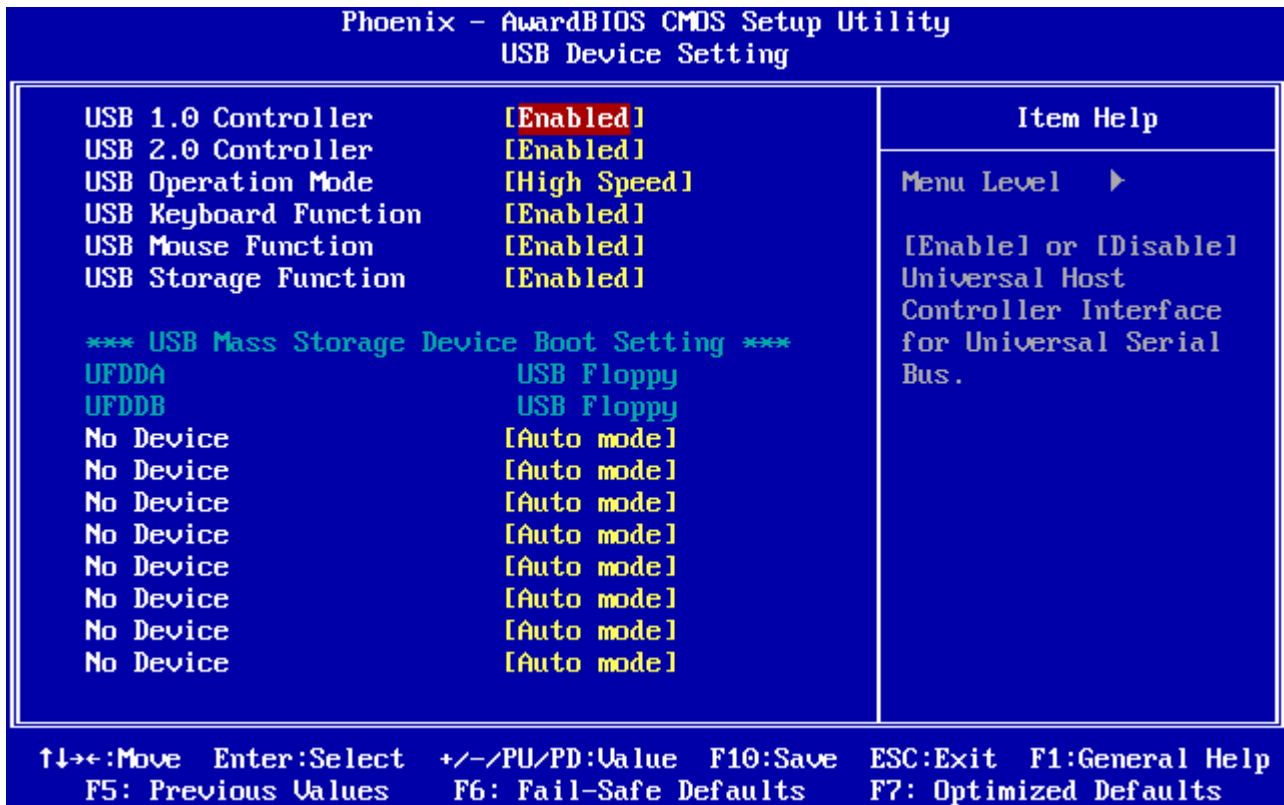 Phoenix - AwardBIOS CMOS Setup Utility
USB Device Setting
USB 1.0 Controller [Enabled]
USB 2.0 Controller [Enabled]
USB Operation Mode [High Speed]
USB Keyboard Function [Enabled]
USB Mouse Function [Enabled]
USB Storage Function [Enabled]
*** USB Mass Storage Device Boot Setting ***
UFDDA USB Floppy
UFDDB USB Floppy
No Device [Auto mode]
No Device [Auto mode]
No Device [Auto mode]
No Device [Auto mode]
No Device [Auto mode]
No Device [Auto mode]
No Device [Auto mode]
No Device [Auto mode]
Item Help
Menu Level ▶
[Enable] or [Disable]
Universal Host
Controller Interface
for Universal Serial
Bus.
↑↓→←:Move Enter:Select +/-/PU/PD:Value F10:Save ESC:Exit F1:General Help
F5: Previous Values F6: Fail-Safe Defaults F7: Optimized Defaults